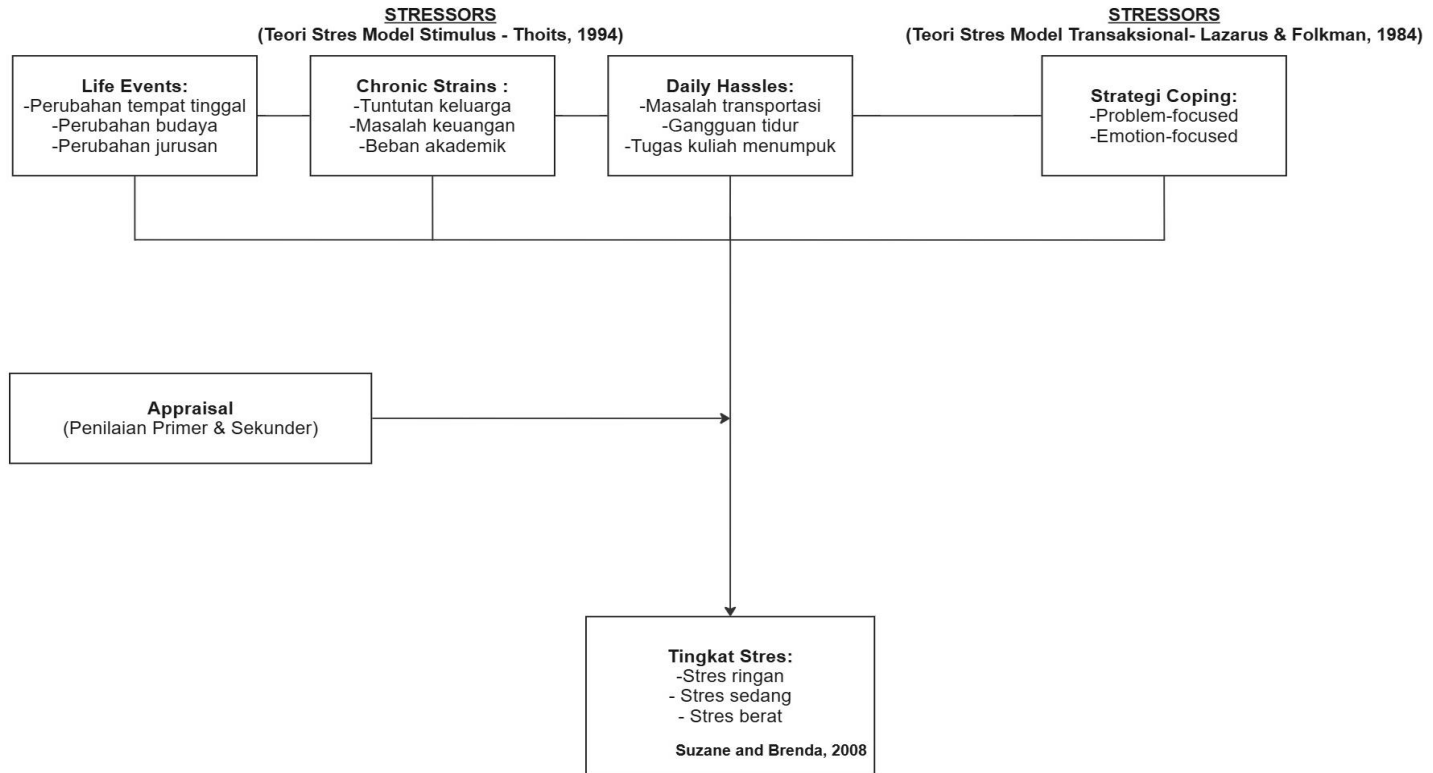 STRESSORS
(Teori Stres Model Stimulus - Thoits, 1994)
STRESSORS
(Teori Stres Model Transaksional- Lazarus & Folkman, 1984)
Life Events:
-Perubahan tempat tinggal
-Perubahan budaya
-Perubahan jurusan
Chronic Strains :
-Tuntutan keluarga
-Masalah keuangan
-Beban akademik
Daily Hassles:
-Masalah transportasi
-Gangguan tidur
-Tugas kuliah menumpuk
Strategi Coping:
-Problem-focused
-Emotion-focused
Appraisal
(Penilaian Primer & Sekunder)
Tingkat Stres:
-Stres ringan
- Stres sedang
- Stres berat
Suzane and Brenda, 2008